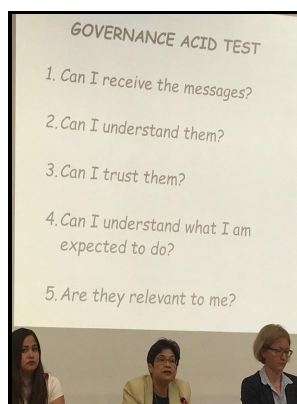 GOVERNANCE ACID TEST
1. Can I receive the messages?
2. Can I understand them?
3. Can I trust them?
4. Can I understand what I am
expected to do?
5. Are they relevant to me?